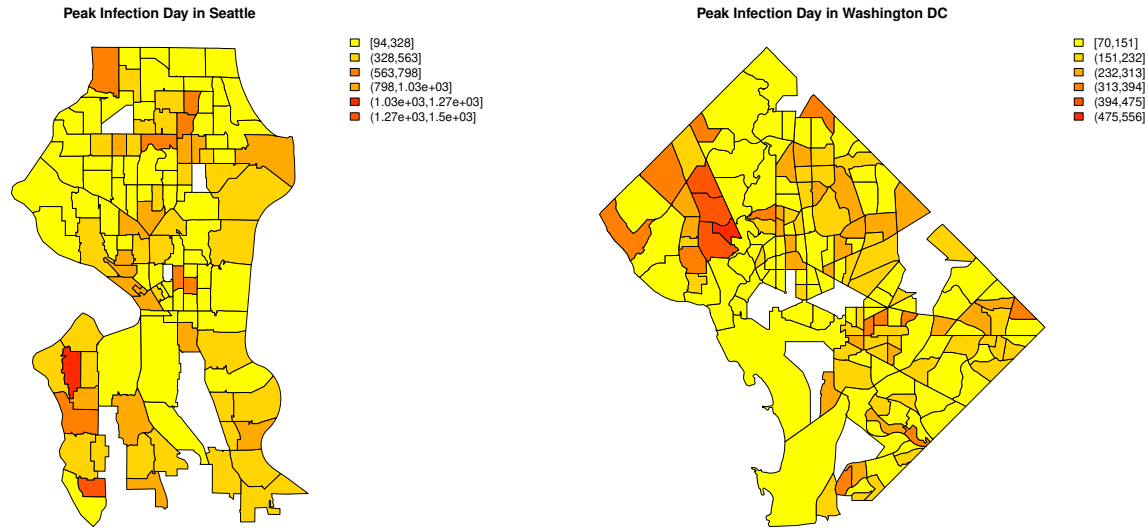 Peak Infection Day in Seattle
[94,328]
(328,563]
(563,798]
(798,1.03e+03]
(1.03e+03,1.27e+03]
(1.27e+03,1.5e+03]
Peak Infection Day in Washington DC
[70,151]
(151,232]
(232,313]
(313,394]
(394,475]
(475,556]